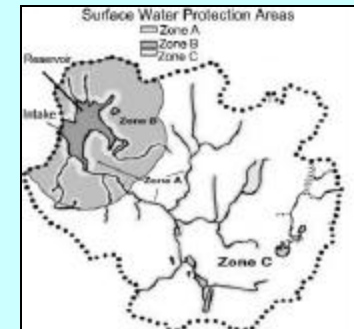 Surface Water Protection Areas
Zone A
Zone B
Zone C
Reservoir
Intake
Zone B
Zone A
Zone C